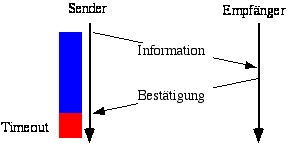 Sender
Empfänger
Information
Bestätigung
Timeout